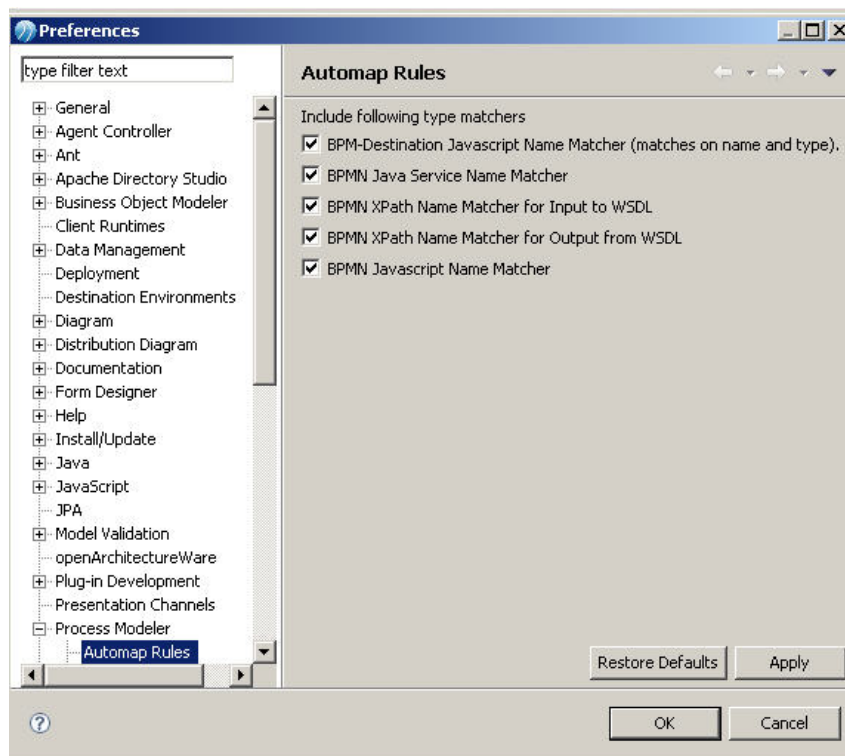 Preferences
type filter text
General
Agent Controller
Ant
Apache Directory Studio
Business Object Modeler
Client Runtimes
Data Management
Deployment
Destination Environments
Diagram
Distribution Diagram
Documentation
Form Designer
Help
Install/Update
Java
JavaScript
JPA
Model Validation
openArchitectureWare
Plug-in Development
Presentation Channels
Process Modeler
Automap Rules
Automap Rules
Include following type matchers
BPM-Destination Javascript Name Matcher (matches on name and type).
BPMN Java Service Name Matcher
BPMN XPath Name Matcher for Input to WSDL
BPMN XPath Name Matcher for Output from WSDL
BPMN Javascript Name Matcher
Restore Defaults
Apply
?
OK
Cancel